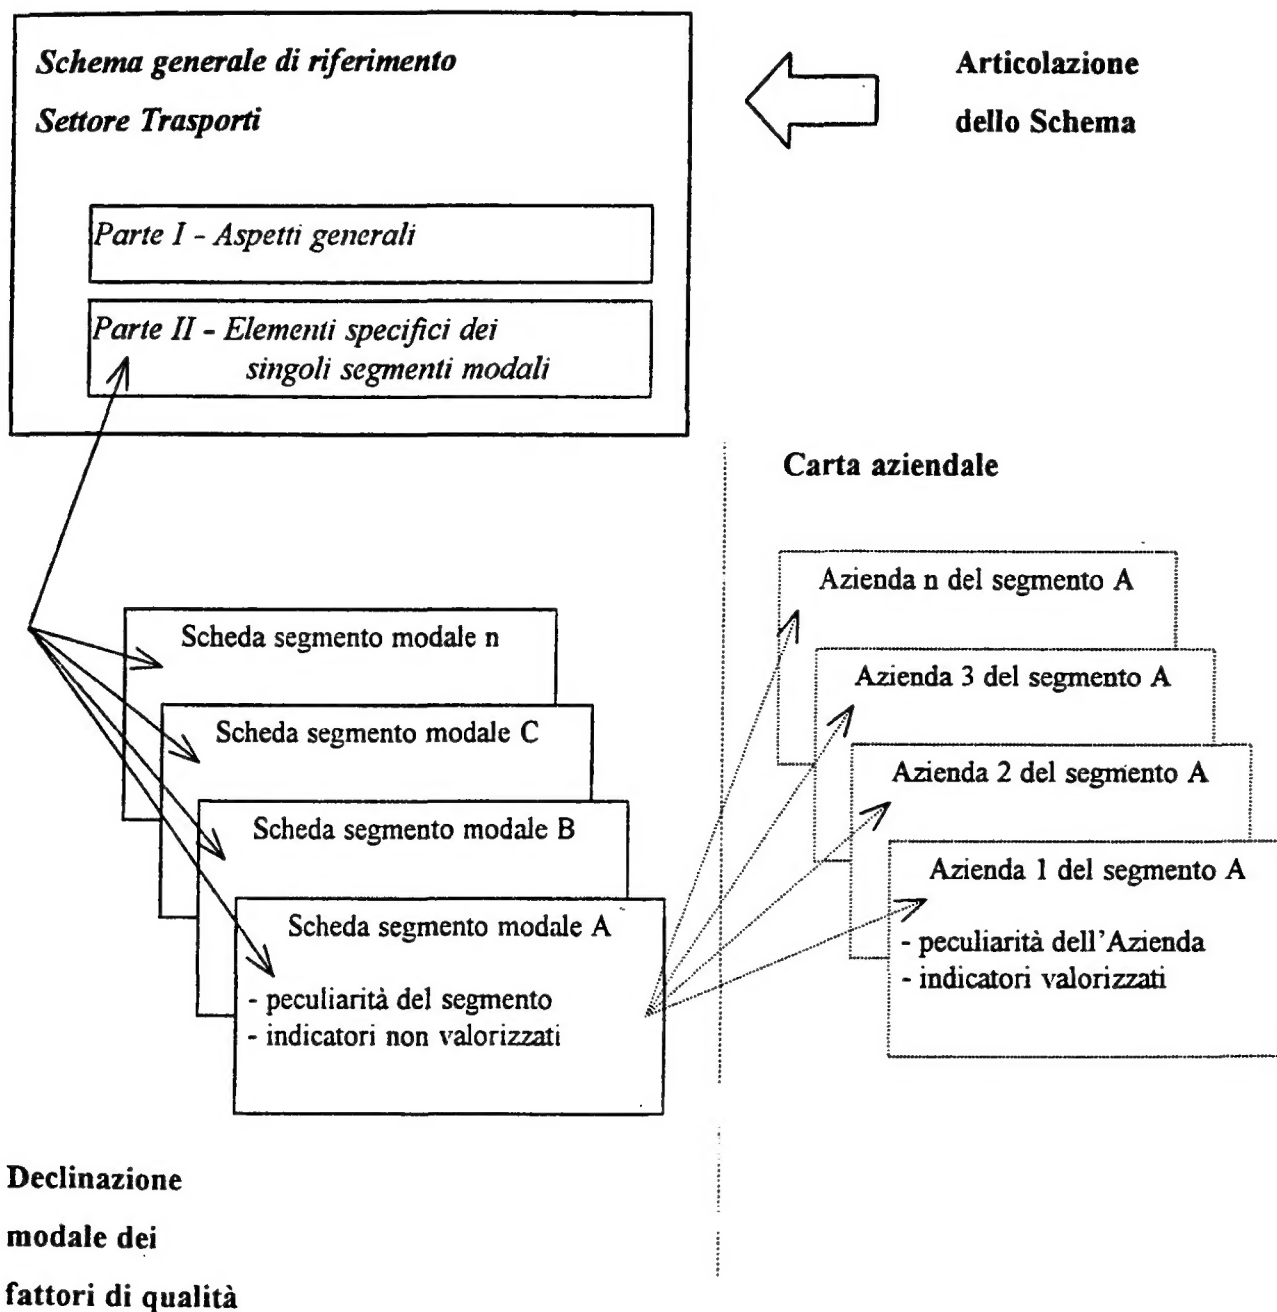 Schema generale di riferimento
Settore Trasporti
Articolazione
dello Schema
Parte I - Aspetti generali
Parte II - Elementi specifici dei
singoli segmenti modali
Carta aziendale
Scheda segmento modale n
Scheda segmento modale C
Scheda segmento modale B
Scheda segmento modale A
- peculiarità del segmento
- indicatori non valorizzati
Azienda n del segmento A
Azienda 3 del segmento A
Azienda 2 del segmento A
Azienda 1 del segmento A
- peculiarità dell'Azienda
- indicatori valorizzati
Declinazione
modale dei
fattori di qualità